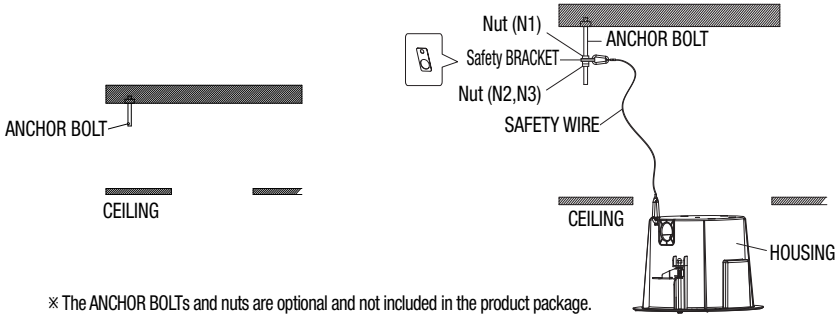 ANCHOR BOLT
CEILING
Nut (N1)
ANCHOR BOLT
Safety BRACKET
Nut (N2,N3)
SAFETY WIRE
CEILING
HOUSING
※ The ANCHOR BOLTs and nuts are optional and not included in the product package.